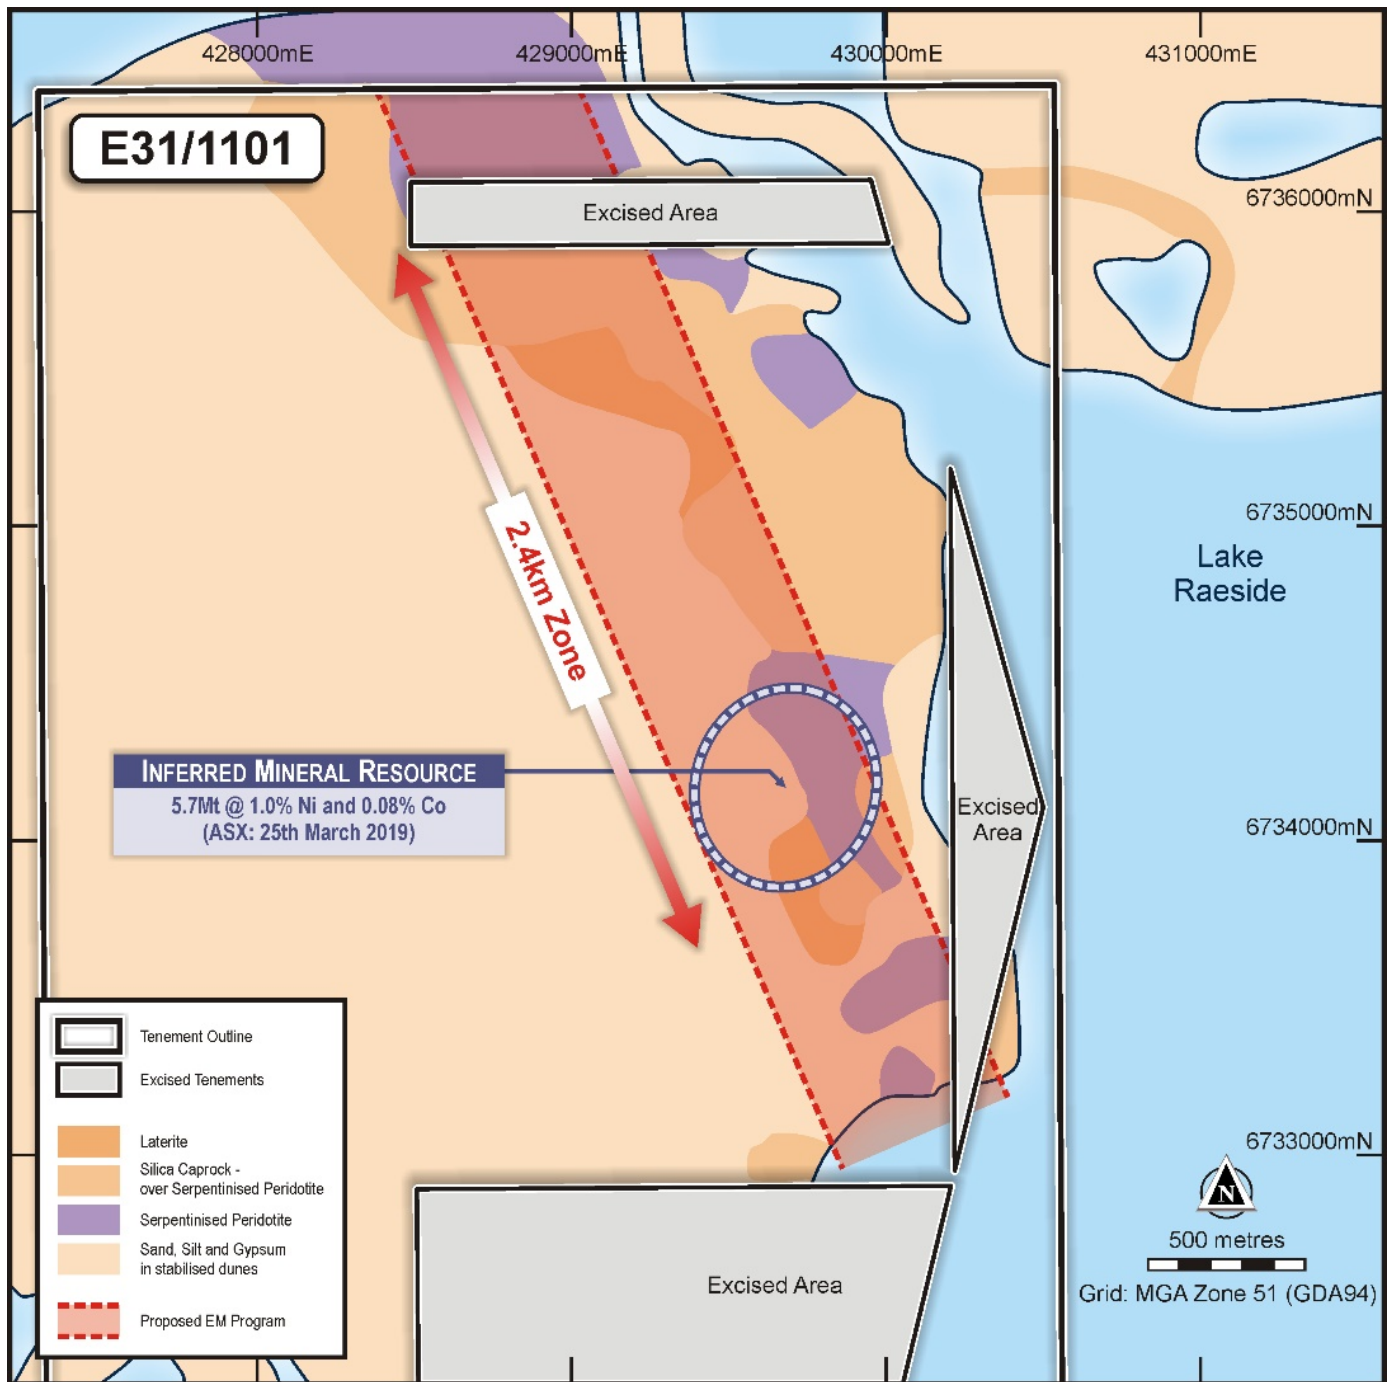 428000mE
429000mE
430000mE
431000mE
E31/1101
6736000mN
Excised Area
6735000mN
Lake
Raeside
2.4km Zone
INFERRED MINERAL RESOURCE
5.7Mt @ 1.0% Ni and 0.08% Co
(ASX: 25th March 2019)
Excised
Area
6734000mN
Tenement Outline
Excised Tenements
Laterite
Silica Caprock -
over Serpentinised Peridotite
Serpentinised Peridotite
Sand, Silt and Gypsum
in stabilised dunes
Proposed EM Program
6733000mN
N
500 metres
Grid: MGA Zone 51 (GDA94)
Excised Area